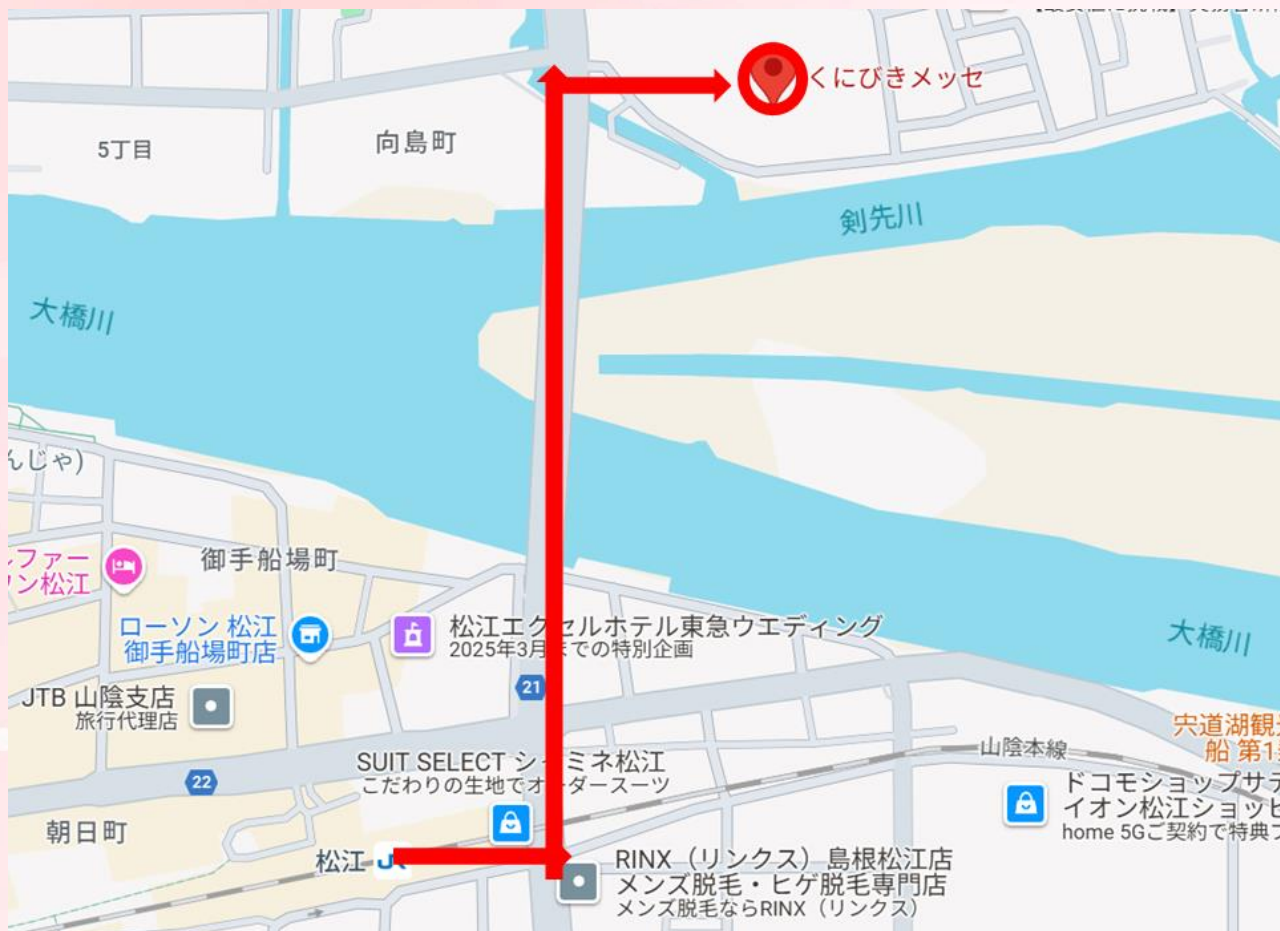 くにびきメッセ
5丁目
向島町
剣先川
大橋川
んじゃ)
御手船場町
ファー
ン松江
ローソン 松江
御手船場町店
松江エクセルホテル東急ウエディング
2025年3月までの特別企画
大橋川
JTB 山陰支店
旅行代理店
21
SUIT SELECT シャミネ松江
こだわりの生地でオーダースーツ
22
山陰本線
宍道湖観
船 第1
ドコモショップサテ
イオン松江ショッピ
home 5Gご契約で特典
朝日町
松江
RINX（リンクス）島根松江店
メンズ脱毛・ヒゲ脱毛専門店
メンズ脱毛ならRINX（リンクス）